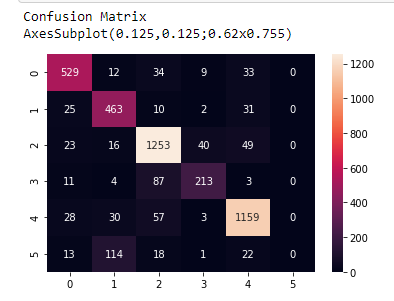 Confusion Matrix
AxesSubplot(0.125,0.125;0.62x0.755)
0 529 12 34 9 33 0
1 25 463 10 2 31 0
2 23 16 1253 40 49 0
3 11 4 87 213 3 0
4 28 30 57 3 1159 0
5 13 114 18 1 22 0
0 1 2 3 4 5
1200
1000
800
600
400
200
0